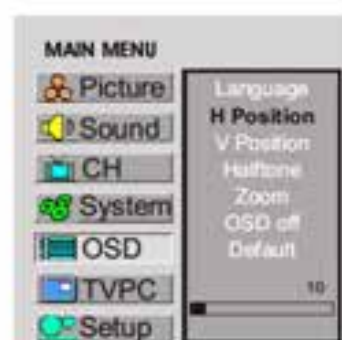 MAIN MENU
Picture
Sound
CH
System
OSD
TVPC
Setup
Language
H Position
V Position
Halftone
Zoom
OSD off
Default
10